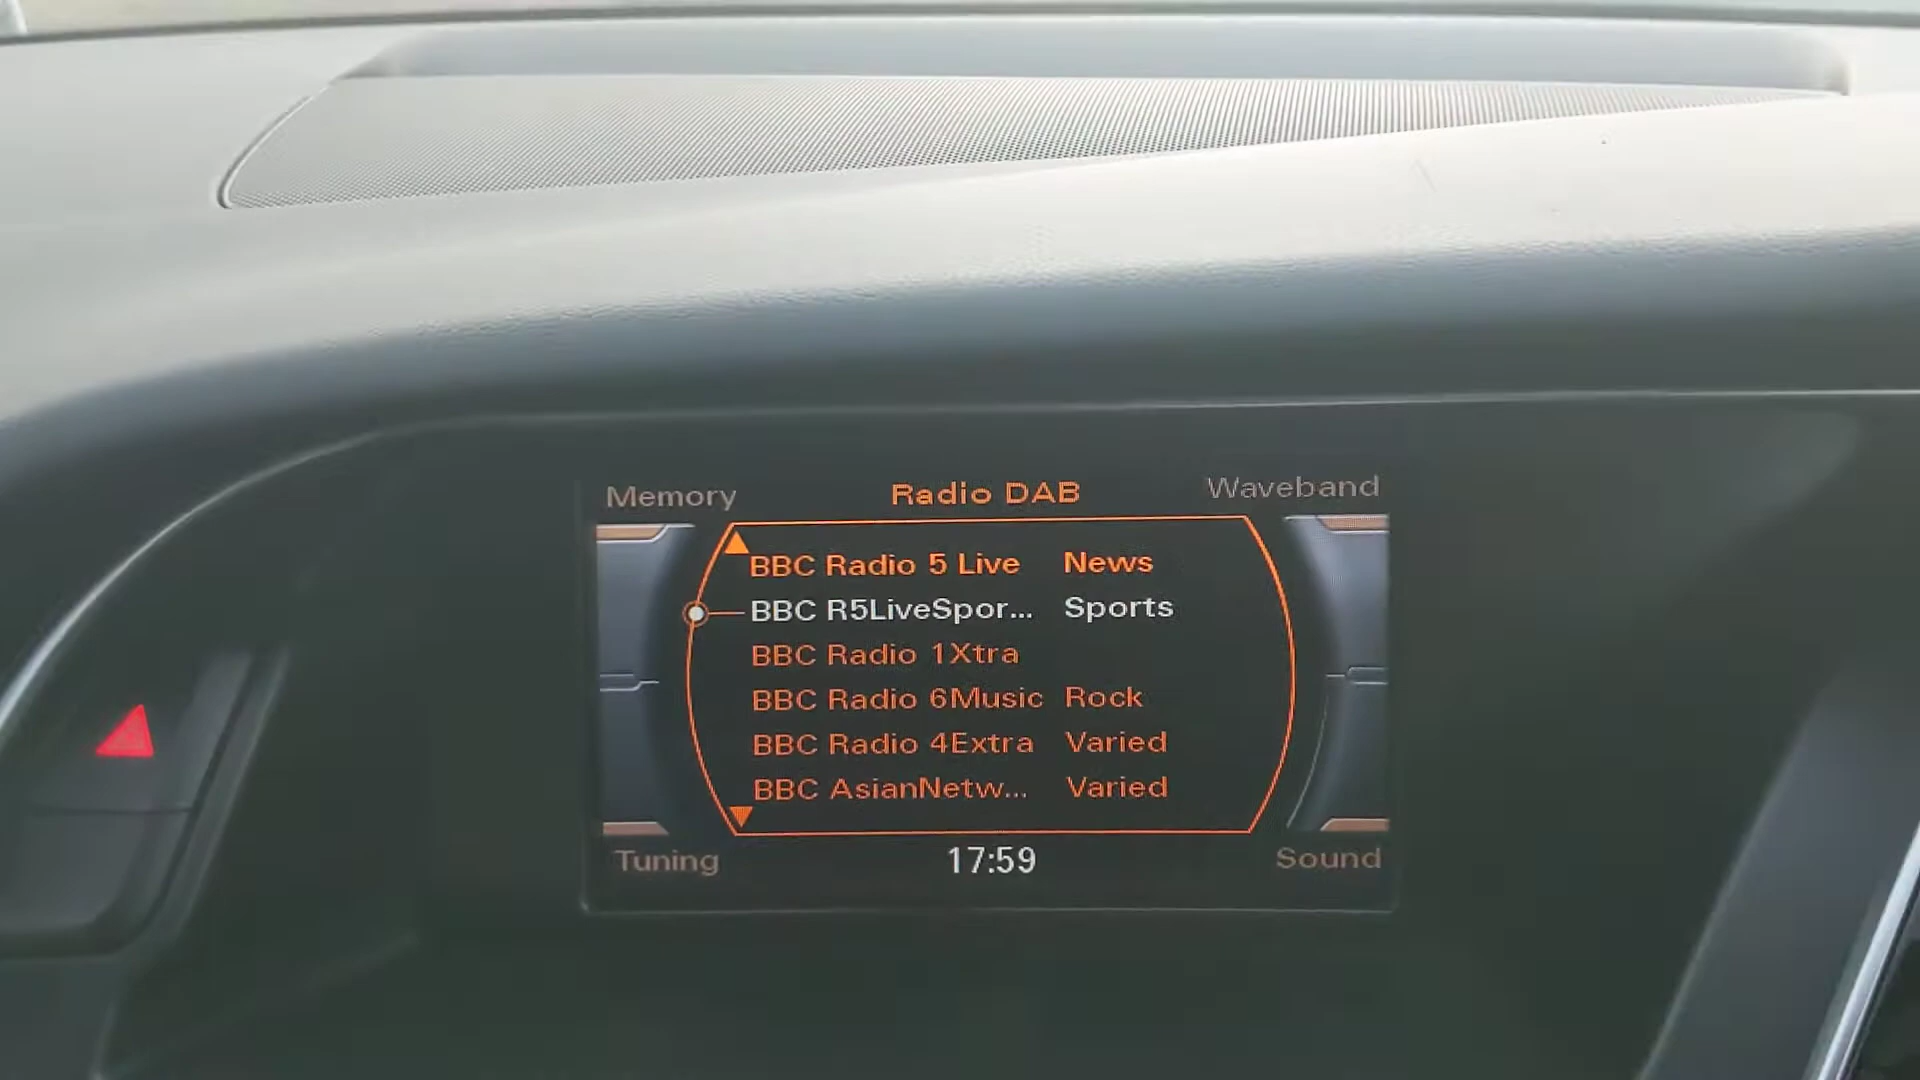 Memory Radio DAB Waveband
BBC Radio 5 Live News
BBC R5LiveSpor... Sports
BBC Radio 1Xtra
BBC Radio 6Music Rock
BBC Radio 4Extra Varied
BBC AsianNetw... Varied
Tuning 17:59 Sound